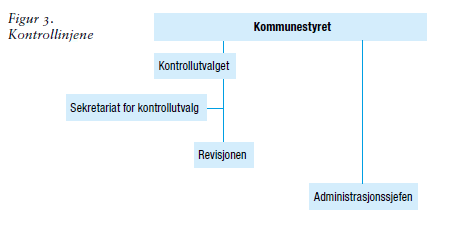 Figur 3.
Kontrollinjene
Kommunestyret
Kontrollutvalget
Sekretariat for kontrollutvalg
Revisjonen
Administrasjonssjefen